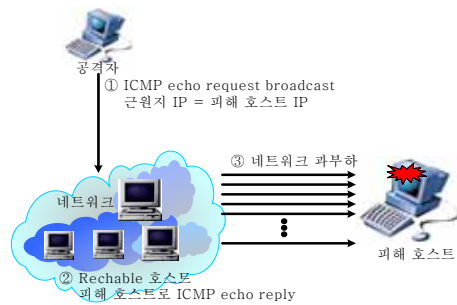 공격자
① ICMP echo request broadcast
근원지 IP = 피해 호스트 IP
③ 네트워크 과부하
네트워크
피해 호스트
② Rechable 호스트
피해 호스트로 ICMP echo reply